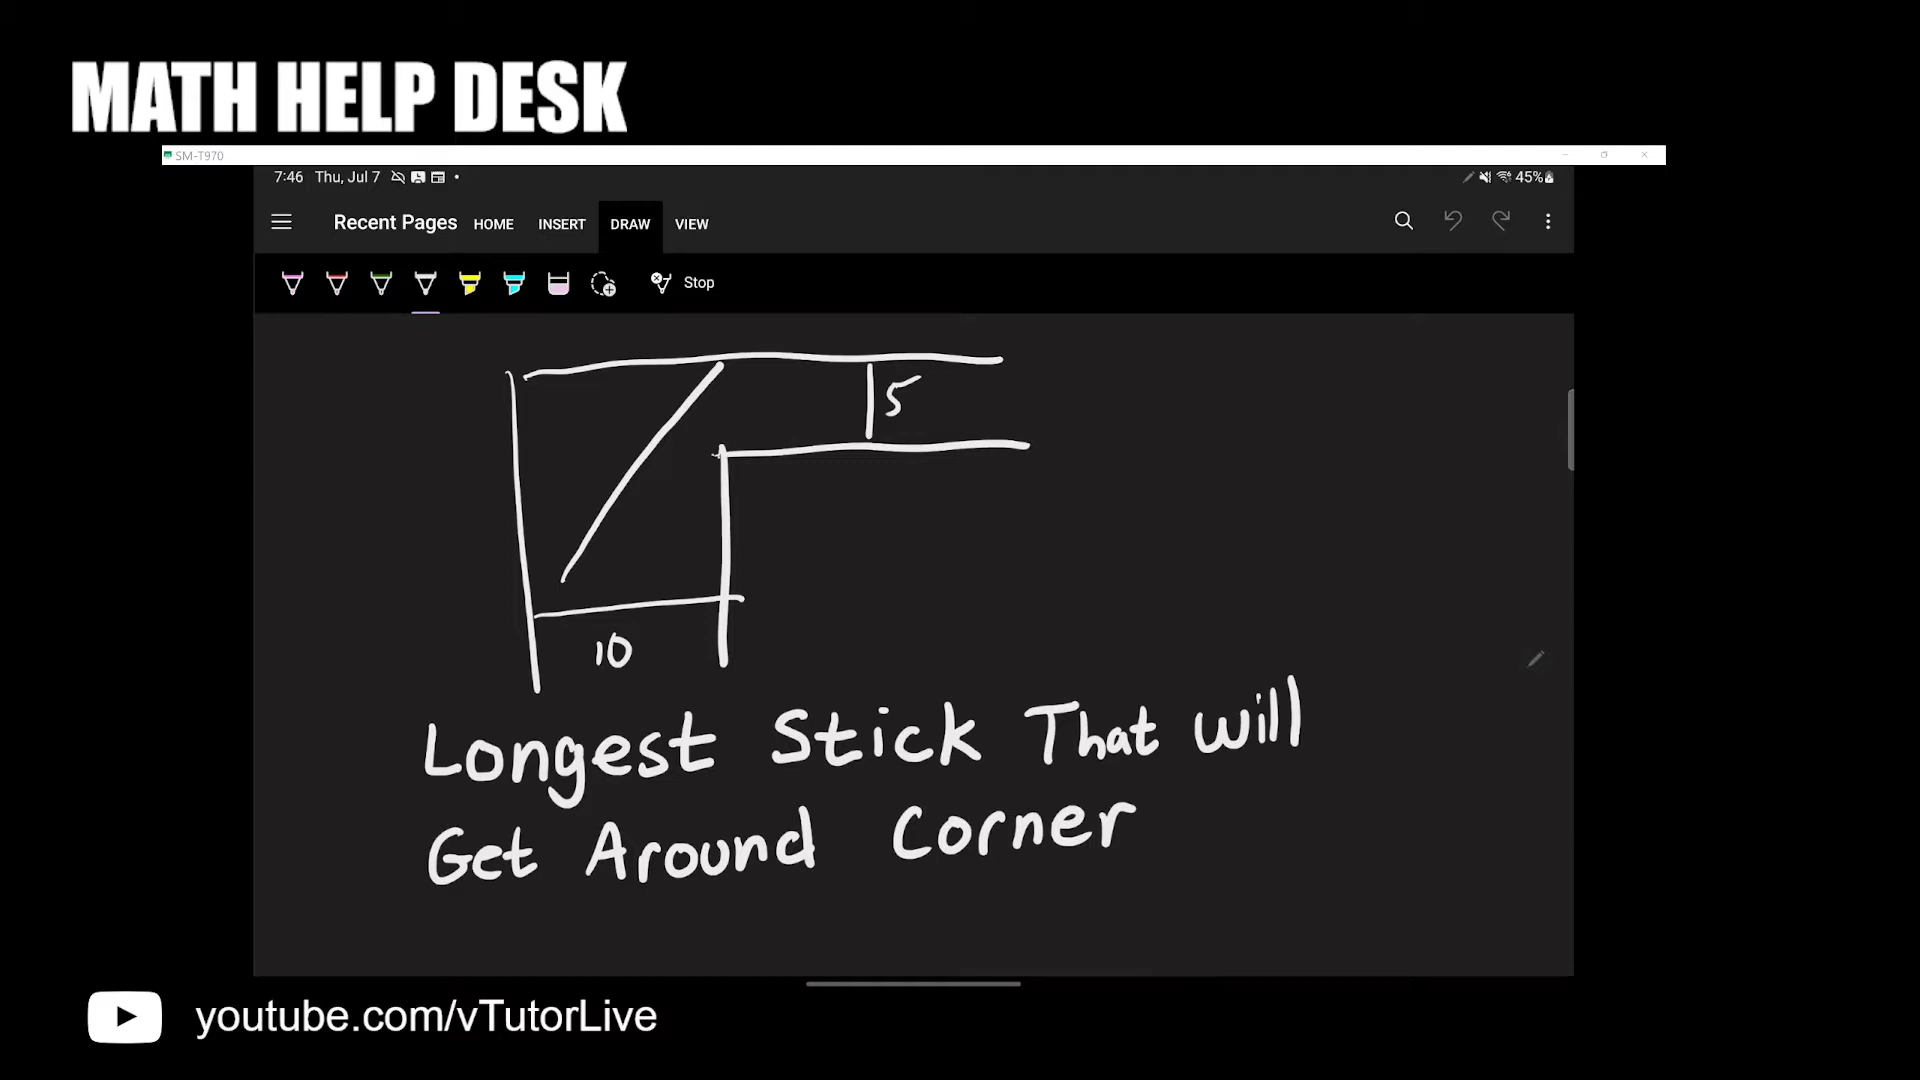 MATH HELP DESK
SM-T970
7:46 Thu, Jul 7 45%
Recent Pages HOME INSERT DRAW VIEW
Stop
5
10
Longest Stick That will
Get Around Corner
youtube.com/vTutorLive